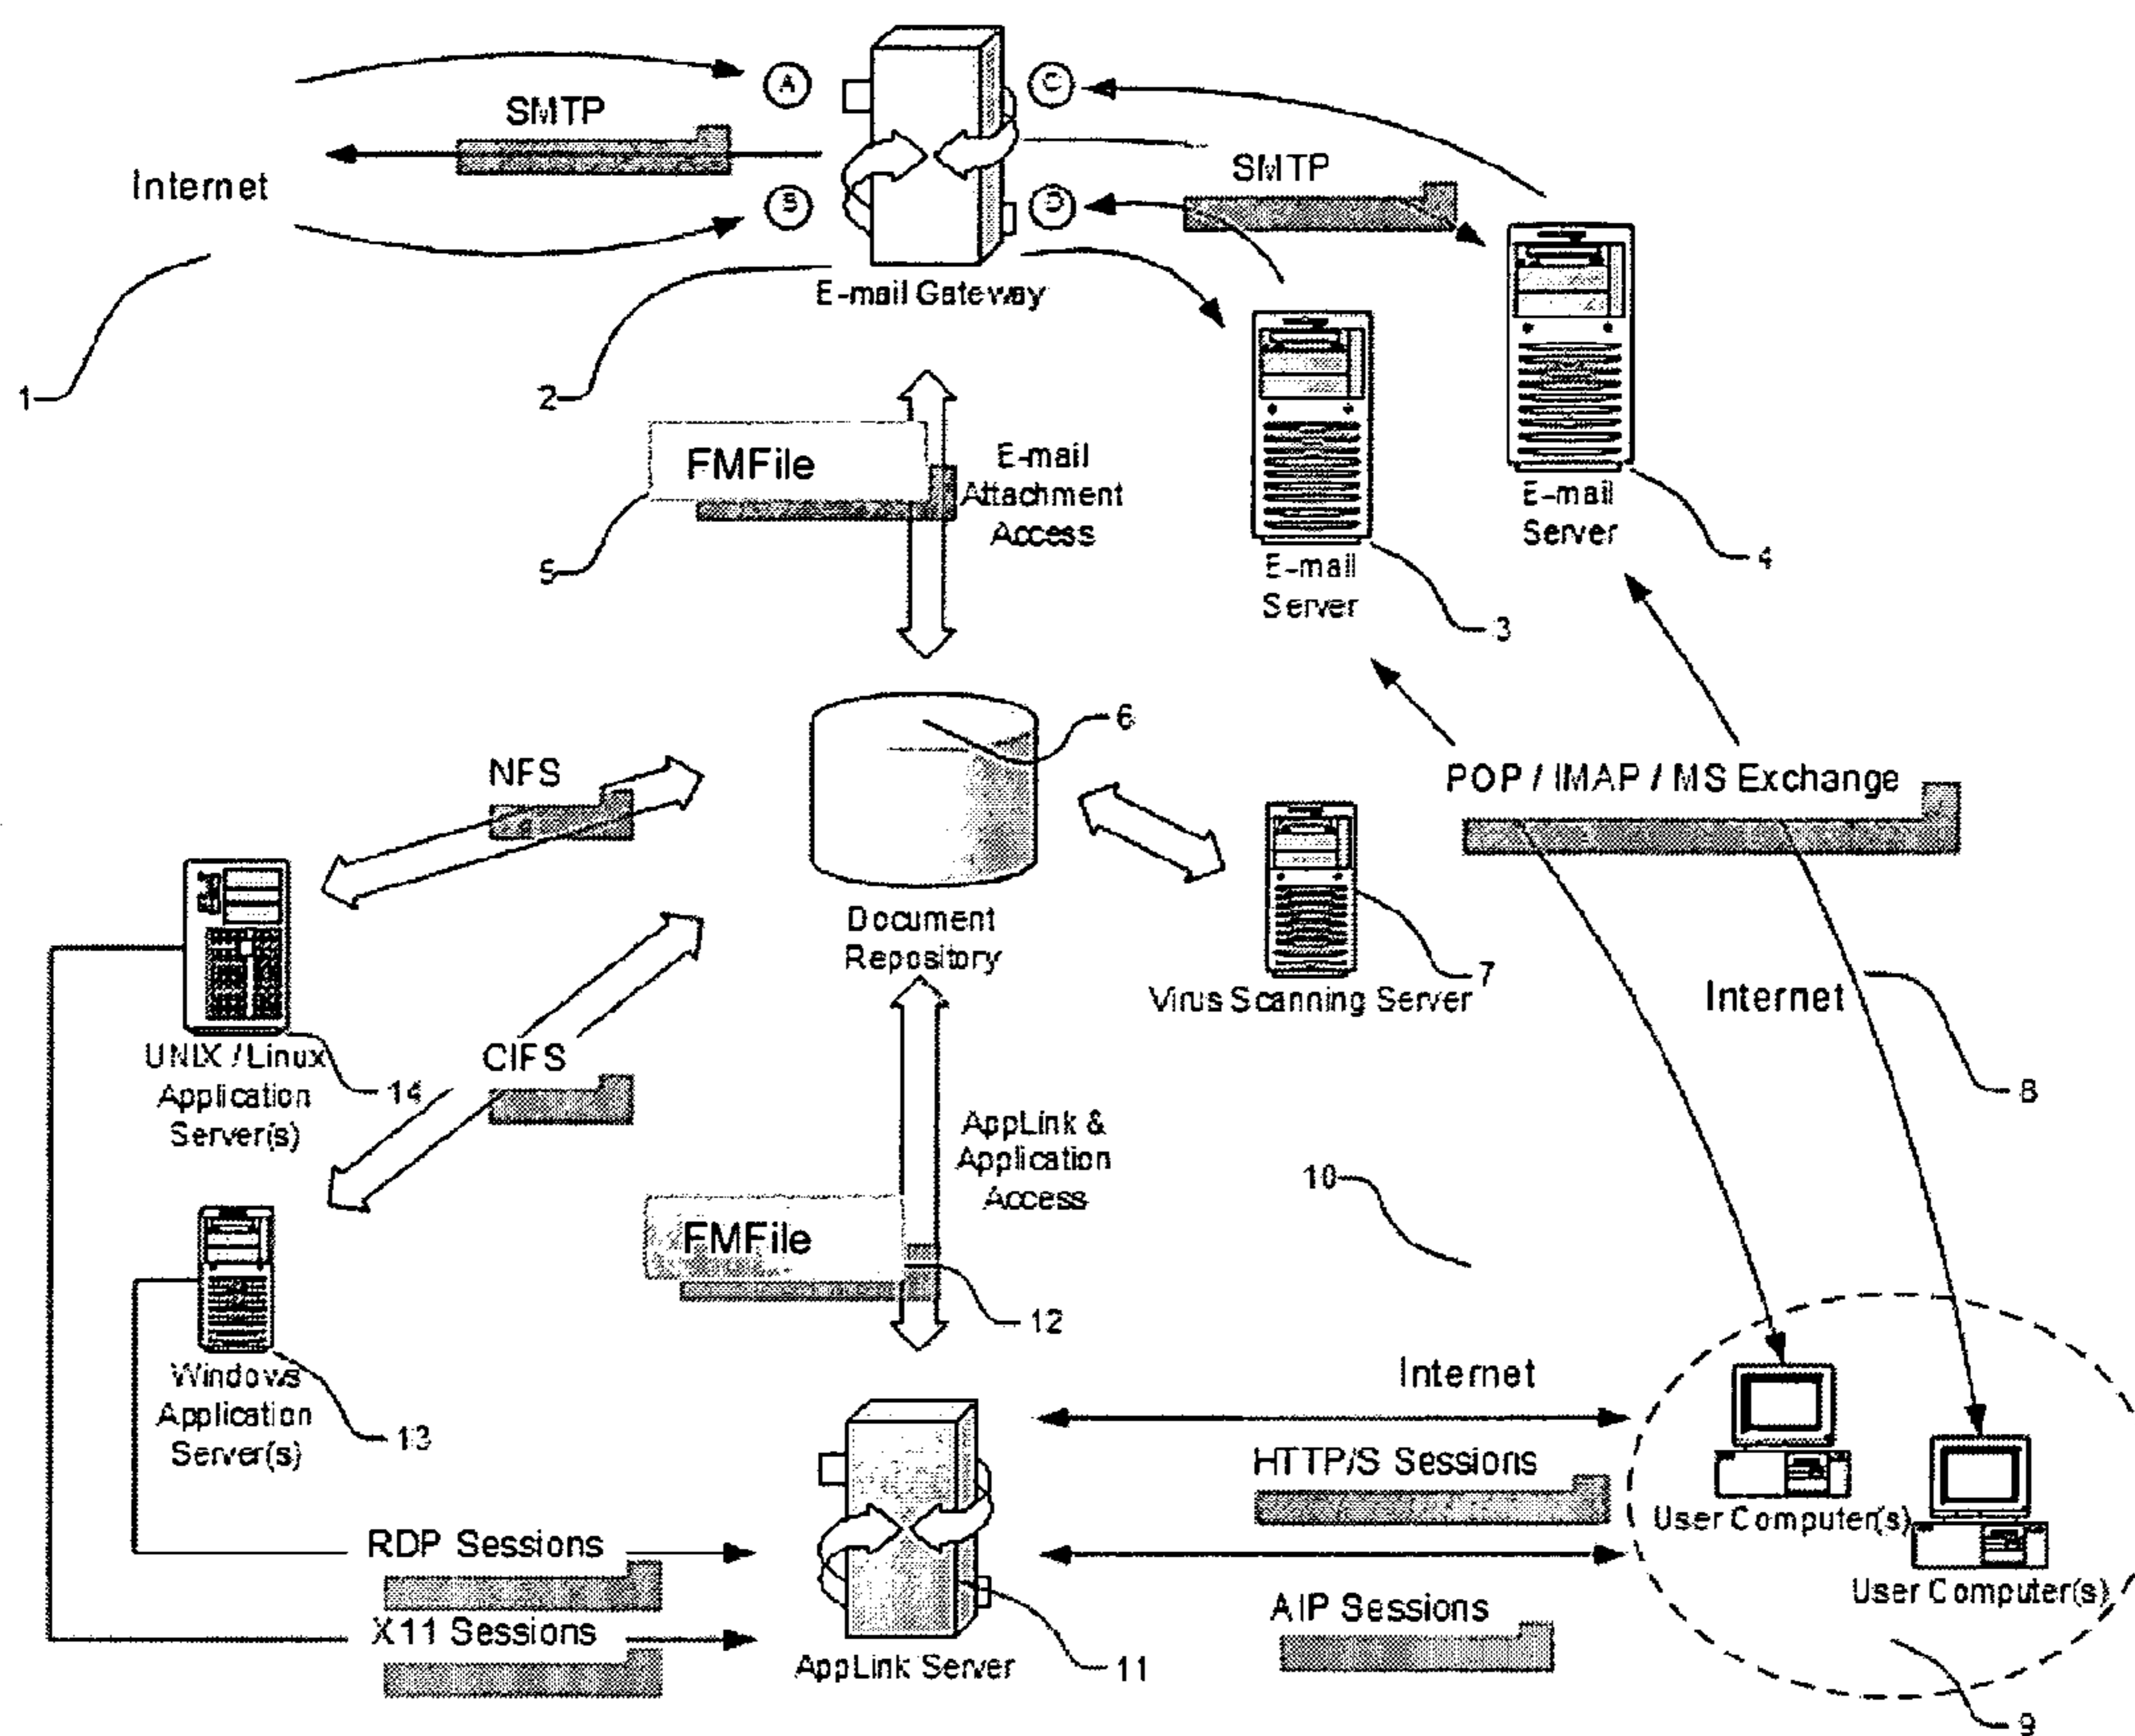 A
C
SMTP
Internet
SMTP
B
D
E-mail Gateway
1
2
FMFile
E-mail
Attachment
Access
5
E-mail
Server
4
E-mail
Server
3
6
NFS
POP / IMAP / MS Exchange
Document
Repository
7
Virus Scanning Server
Internet
8
UNIX / Linux
Application
Server(s)
14
CIFS
AppLink &
Application
Access
10
FMFile
12
Windows
Application
Server(s)
13
Internet
HTTP/S Sessions
User Computer(s)
User Computer(s)
RDP Sessions
X11 Sessions
AIP Sessions
AppLink Server
11
9